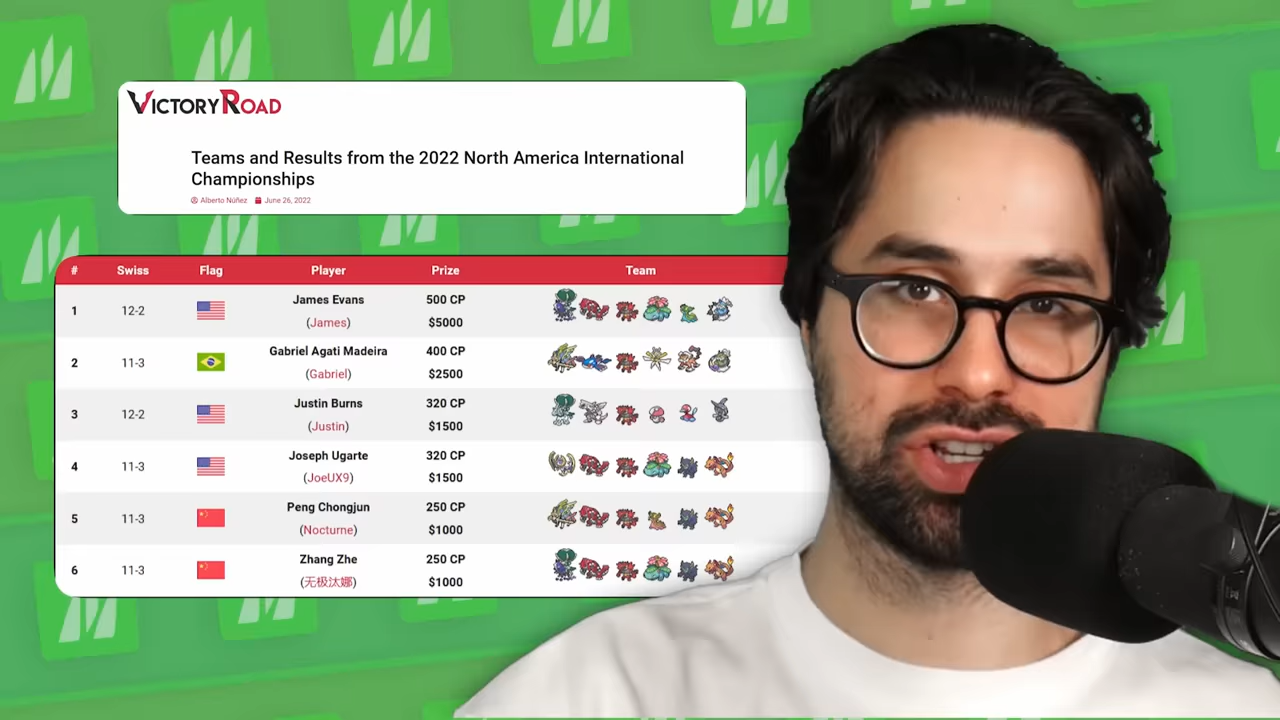 VICTORY ROAD
Teams and Results from the 2022 North America International
Championships
Alberto Núñez June 26, 2022
# Swiss Flag Player Prize Team
1 12-2 James Evans (James) 500 CP $5000
2 11-3 Gabriel Agati Madeira (Gabriel) 400 CP $2500
3 12-2 Justin Burns (Justin) 320 CP $1500
4 11-3 Joseph Ugarte (JoeUX9) 320 CP $1500
5 11-3 Peng Chongjun (Nocturne) 250 CP $1000
6 11-3 Zhang Zhe (无极汰娜) 250 CP $1000